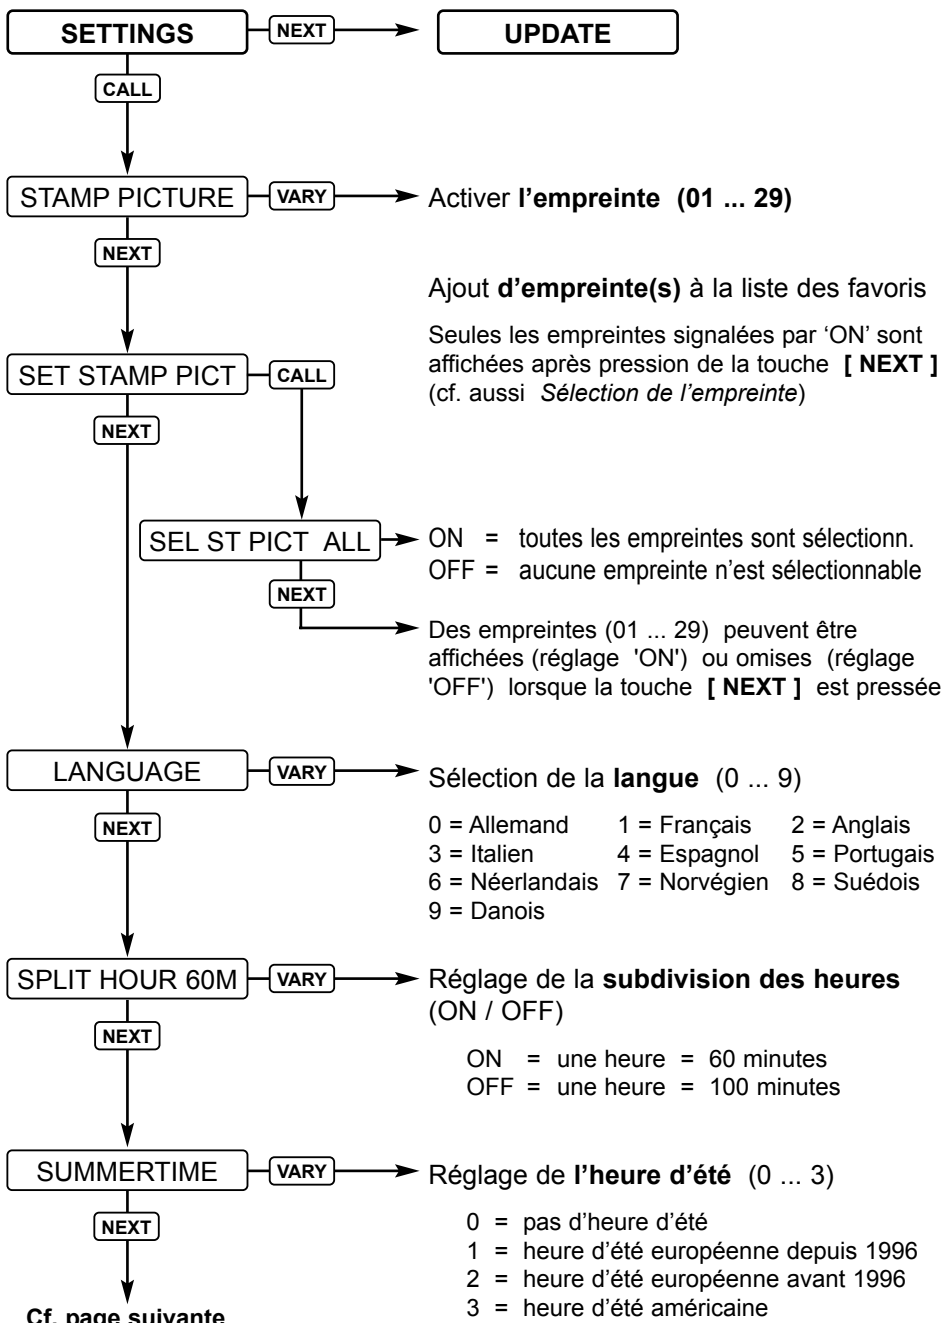 SETTINGS NEXT UPDATE
CALL
STAMP PICTURE VARY Activer l’empreinte (01 ... 29)
NEXT
Ajout d’empreinte(s) à la liste des favoris
Seules les empreintes signalées par ‘ON’ sont
affichées après pression de la touche [ NEXT ]
(cf. aussi Sélection de l’empreinte)
SET STAMP PICT CALL
NEXT
SEL ST PICT ALL ON = toutes les empreintes sont sélectionn.
OFF = aucune empreinte n’est sélectionnable
NEXT
Des empreintes (01 ... 29) peuvent être
affichées (réglage 'ON') ou omises (réglage
'OFF') lorsque la touche [ NEXT ] est pressée
LANGUAGE VARY Sélection de la langue (0 ... 9)
NEXT
0 = Allemand 1 = Français 2 = Anglais
3 = Italien 4 = Espagnol 5 = Portugais
6 = Néerlandais 7 = Norvégien 8 = Suédois
9 = Danois
SPLIT HOUR 60M VARY Réglage de la subdivision des heures
(ON / OFF)
NEXT
ON = une heure = 60 minutes
OFF = une heure = 100 minutes
SUMMERTIME VARY Réglage de l’heure d’été (0 ... 3)
NEXT
0 = pas d’heure d’été
1 = heure d’été européenne depuis 1996
2 = heure d’été européenne avant 1996
3 = heure d’été américaine
Cf. page suivante